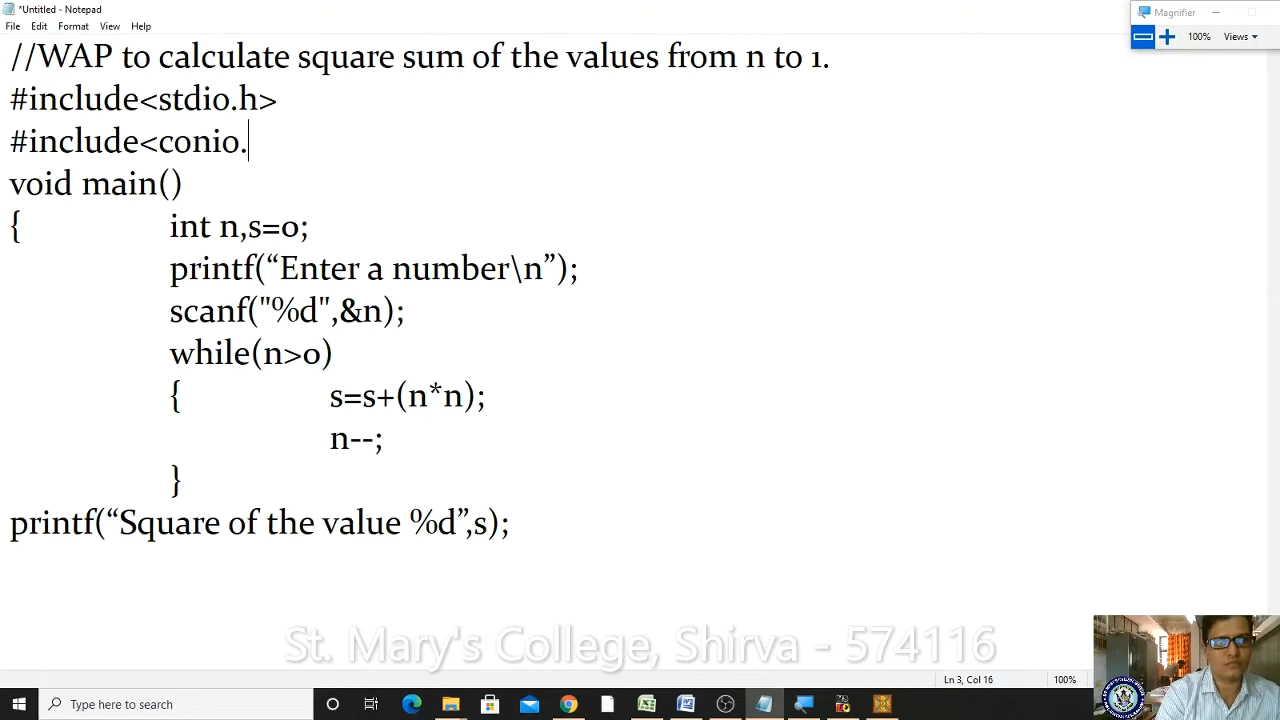 *Untitled - Notepad
Magnifier
File Edit Format View Help
100% Views
//WAP to calculate square sum of the values from n to 1.
#include<stdio.h>
#include<conio.
void main()
{ int n,s=0;
printf(“Enter a number\n”);
scanf("%d",&n);
while(n>0)
{ s=s+(n*n);
n--;
}
printf(“Square of the value %d”,s);
St. Mary's College, Shirva - 574116
Ln 3, Col 16 100%
Type here to search